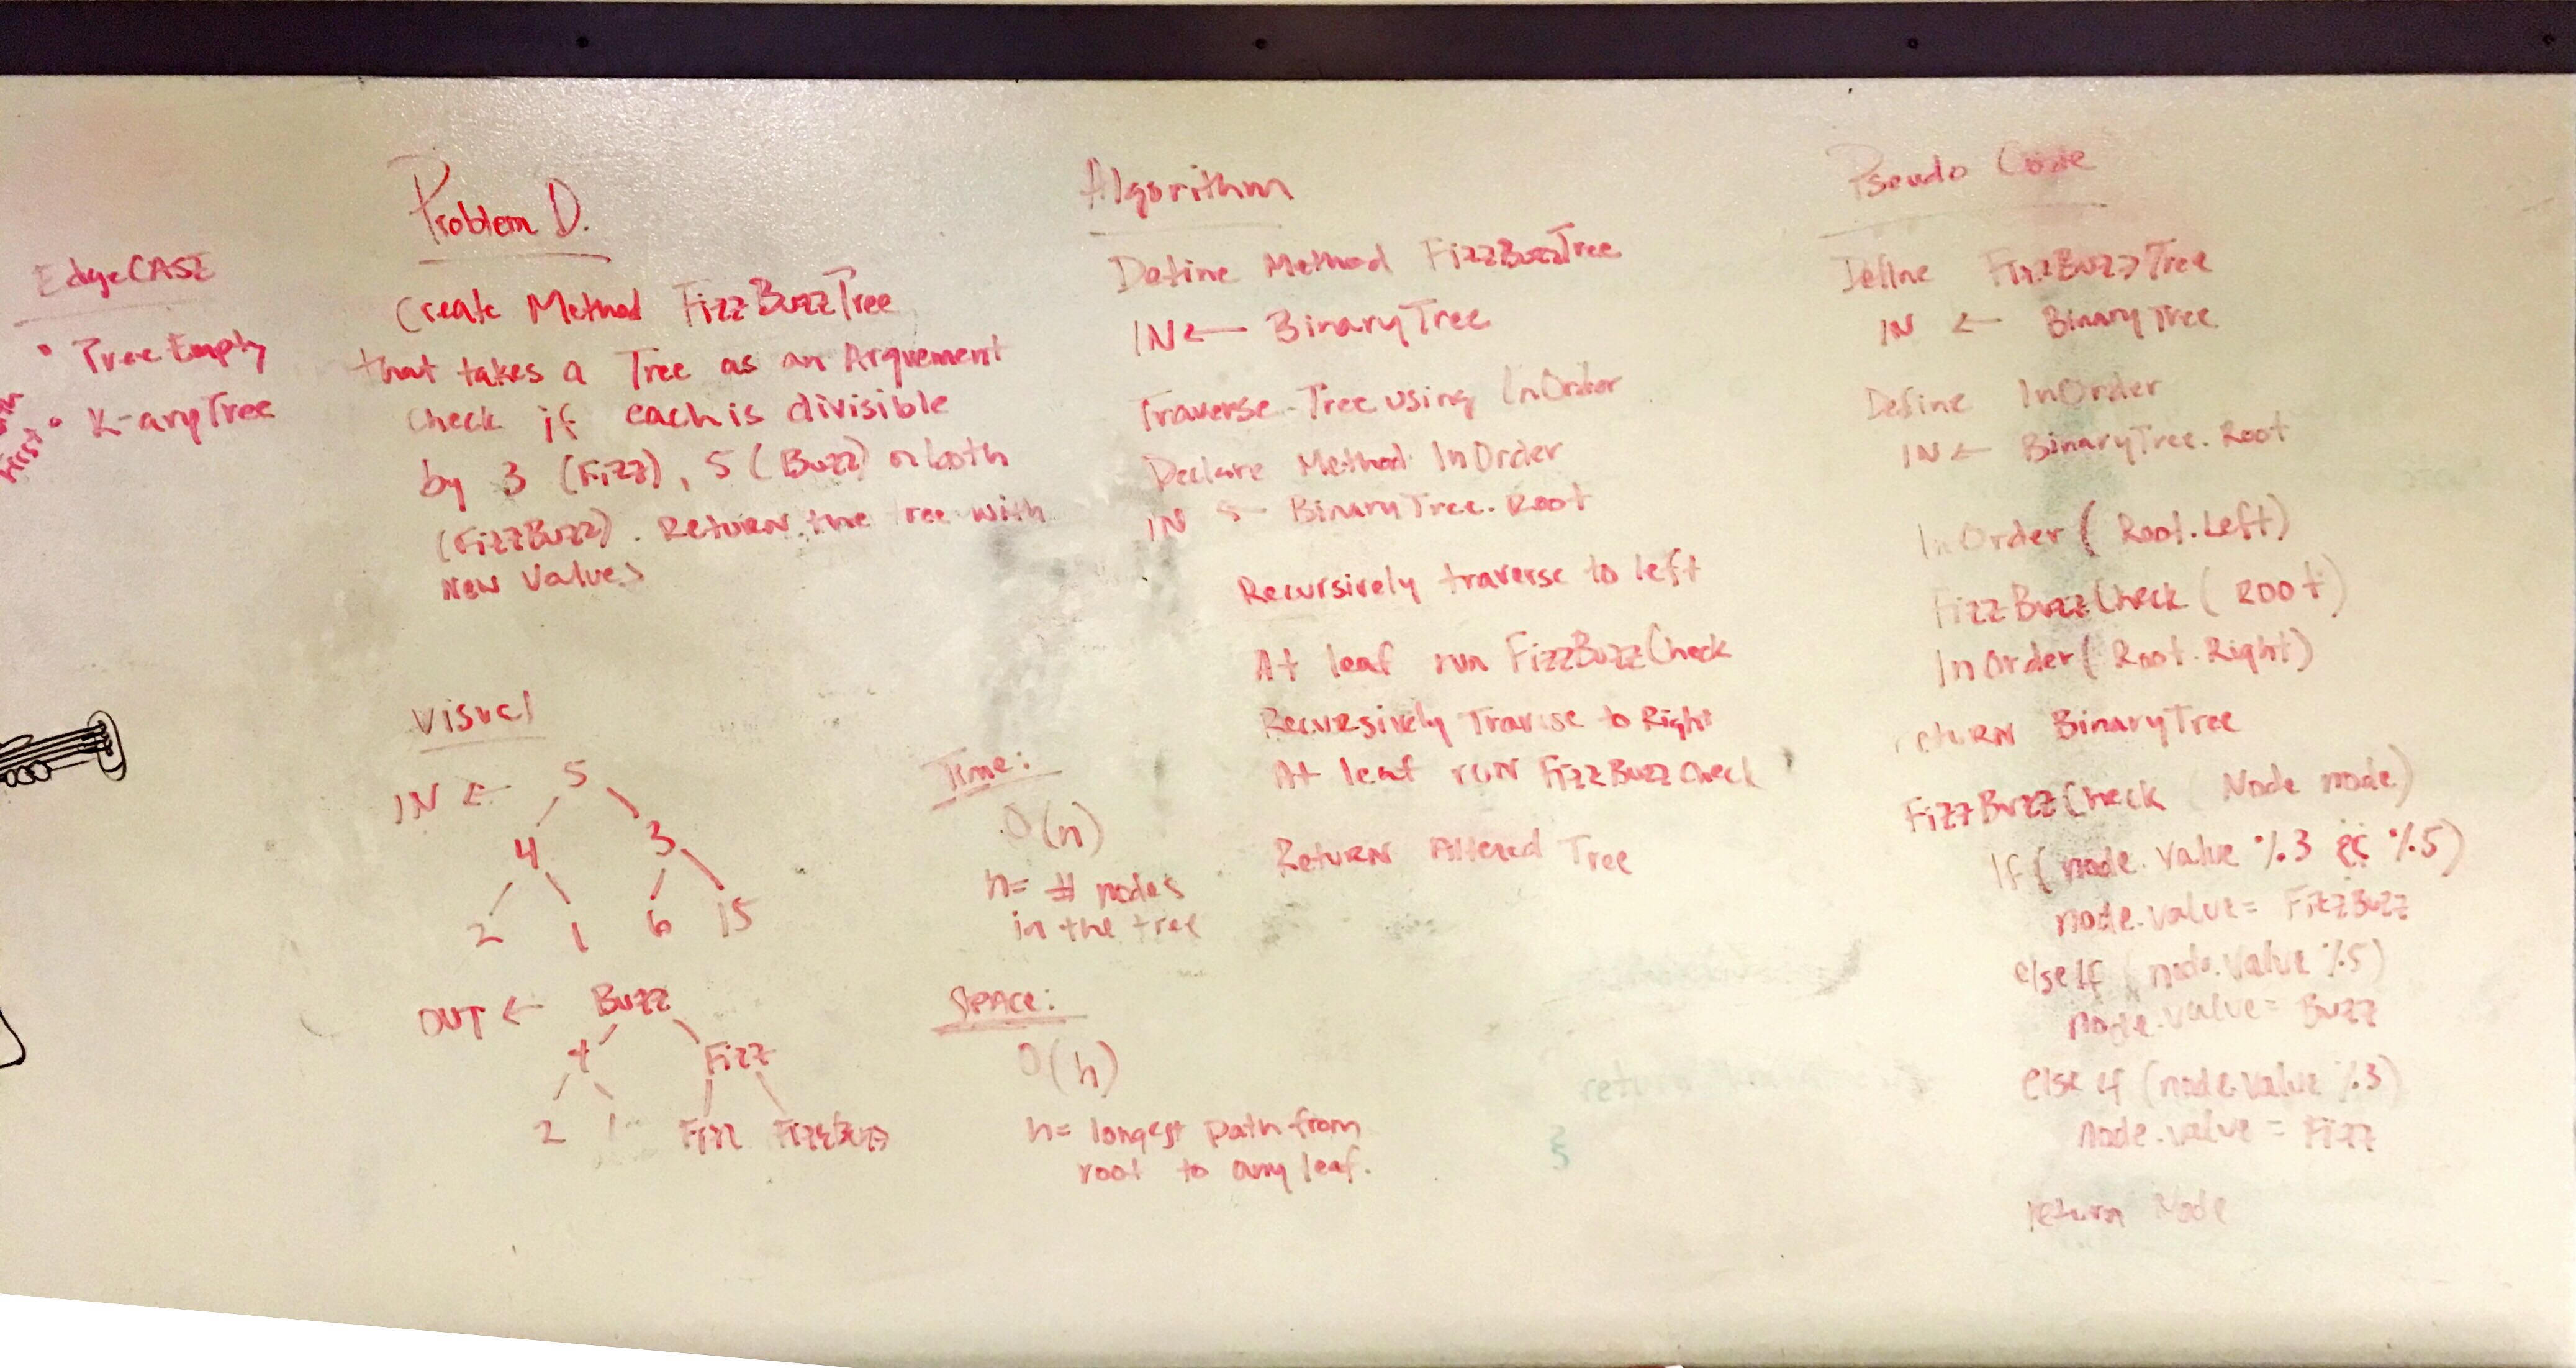 EdgeCASE
• Tree Empty
• K-aryTree
First
Problem D.
Create Method FizzBuzzTree
that takes a Tree as an Arguement
check if each is divisible
by 3 (Fizz), 5 (Buzz) or both
(FizzBuzz). Return the tree with
New Values
Visual
IN ←
5
4 3
2 1 6 15
OUT ←
Buzz
4 Fizz
2 1 Fizz FizzBuzz
Time:
O(n)
n= # nodes
in the tree
Space:
O(h)
h= longest path from
root to any leaf.
Algorithm
Define Method FizzBuzzTree
IN ← BinaryTree
Traverse Tree using InOrder
Declare Method InOrder
IN ← BinaryTree.Root
Recursively traverse to left
At leaf run FizzBuzzCheck
Recursively Traverse to Right
At leaf run FizzBuzzCheck
Return Altered Tree
return
}
Pseudo Code
Define FizzBuzzTree
IN ← BinaryTree
Define InOrder
IN ← BinaryTree.Root
InOrder( Root.Left)
FizzBuzzCheck( Root)
InOrder( Root.Right)
return BinaryTree
FizzBuzzCheck ( Node node)
If ( node.value %3 && %5)
node.value = FizzBuzz
else If ( node.value %5)
node.value = Buzz
else if (node.value %3)
node.value = Fizz
return Node